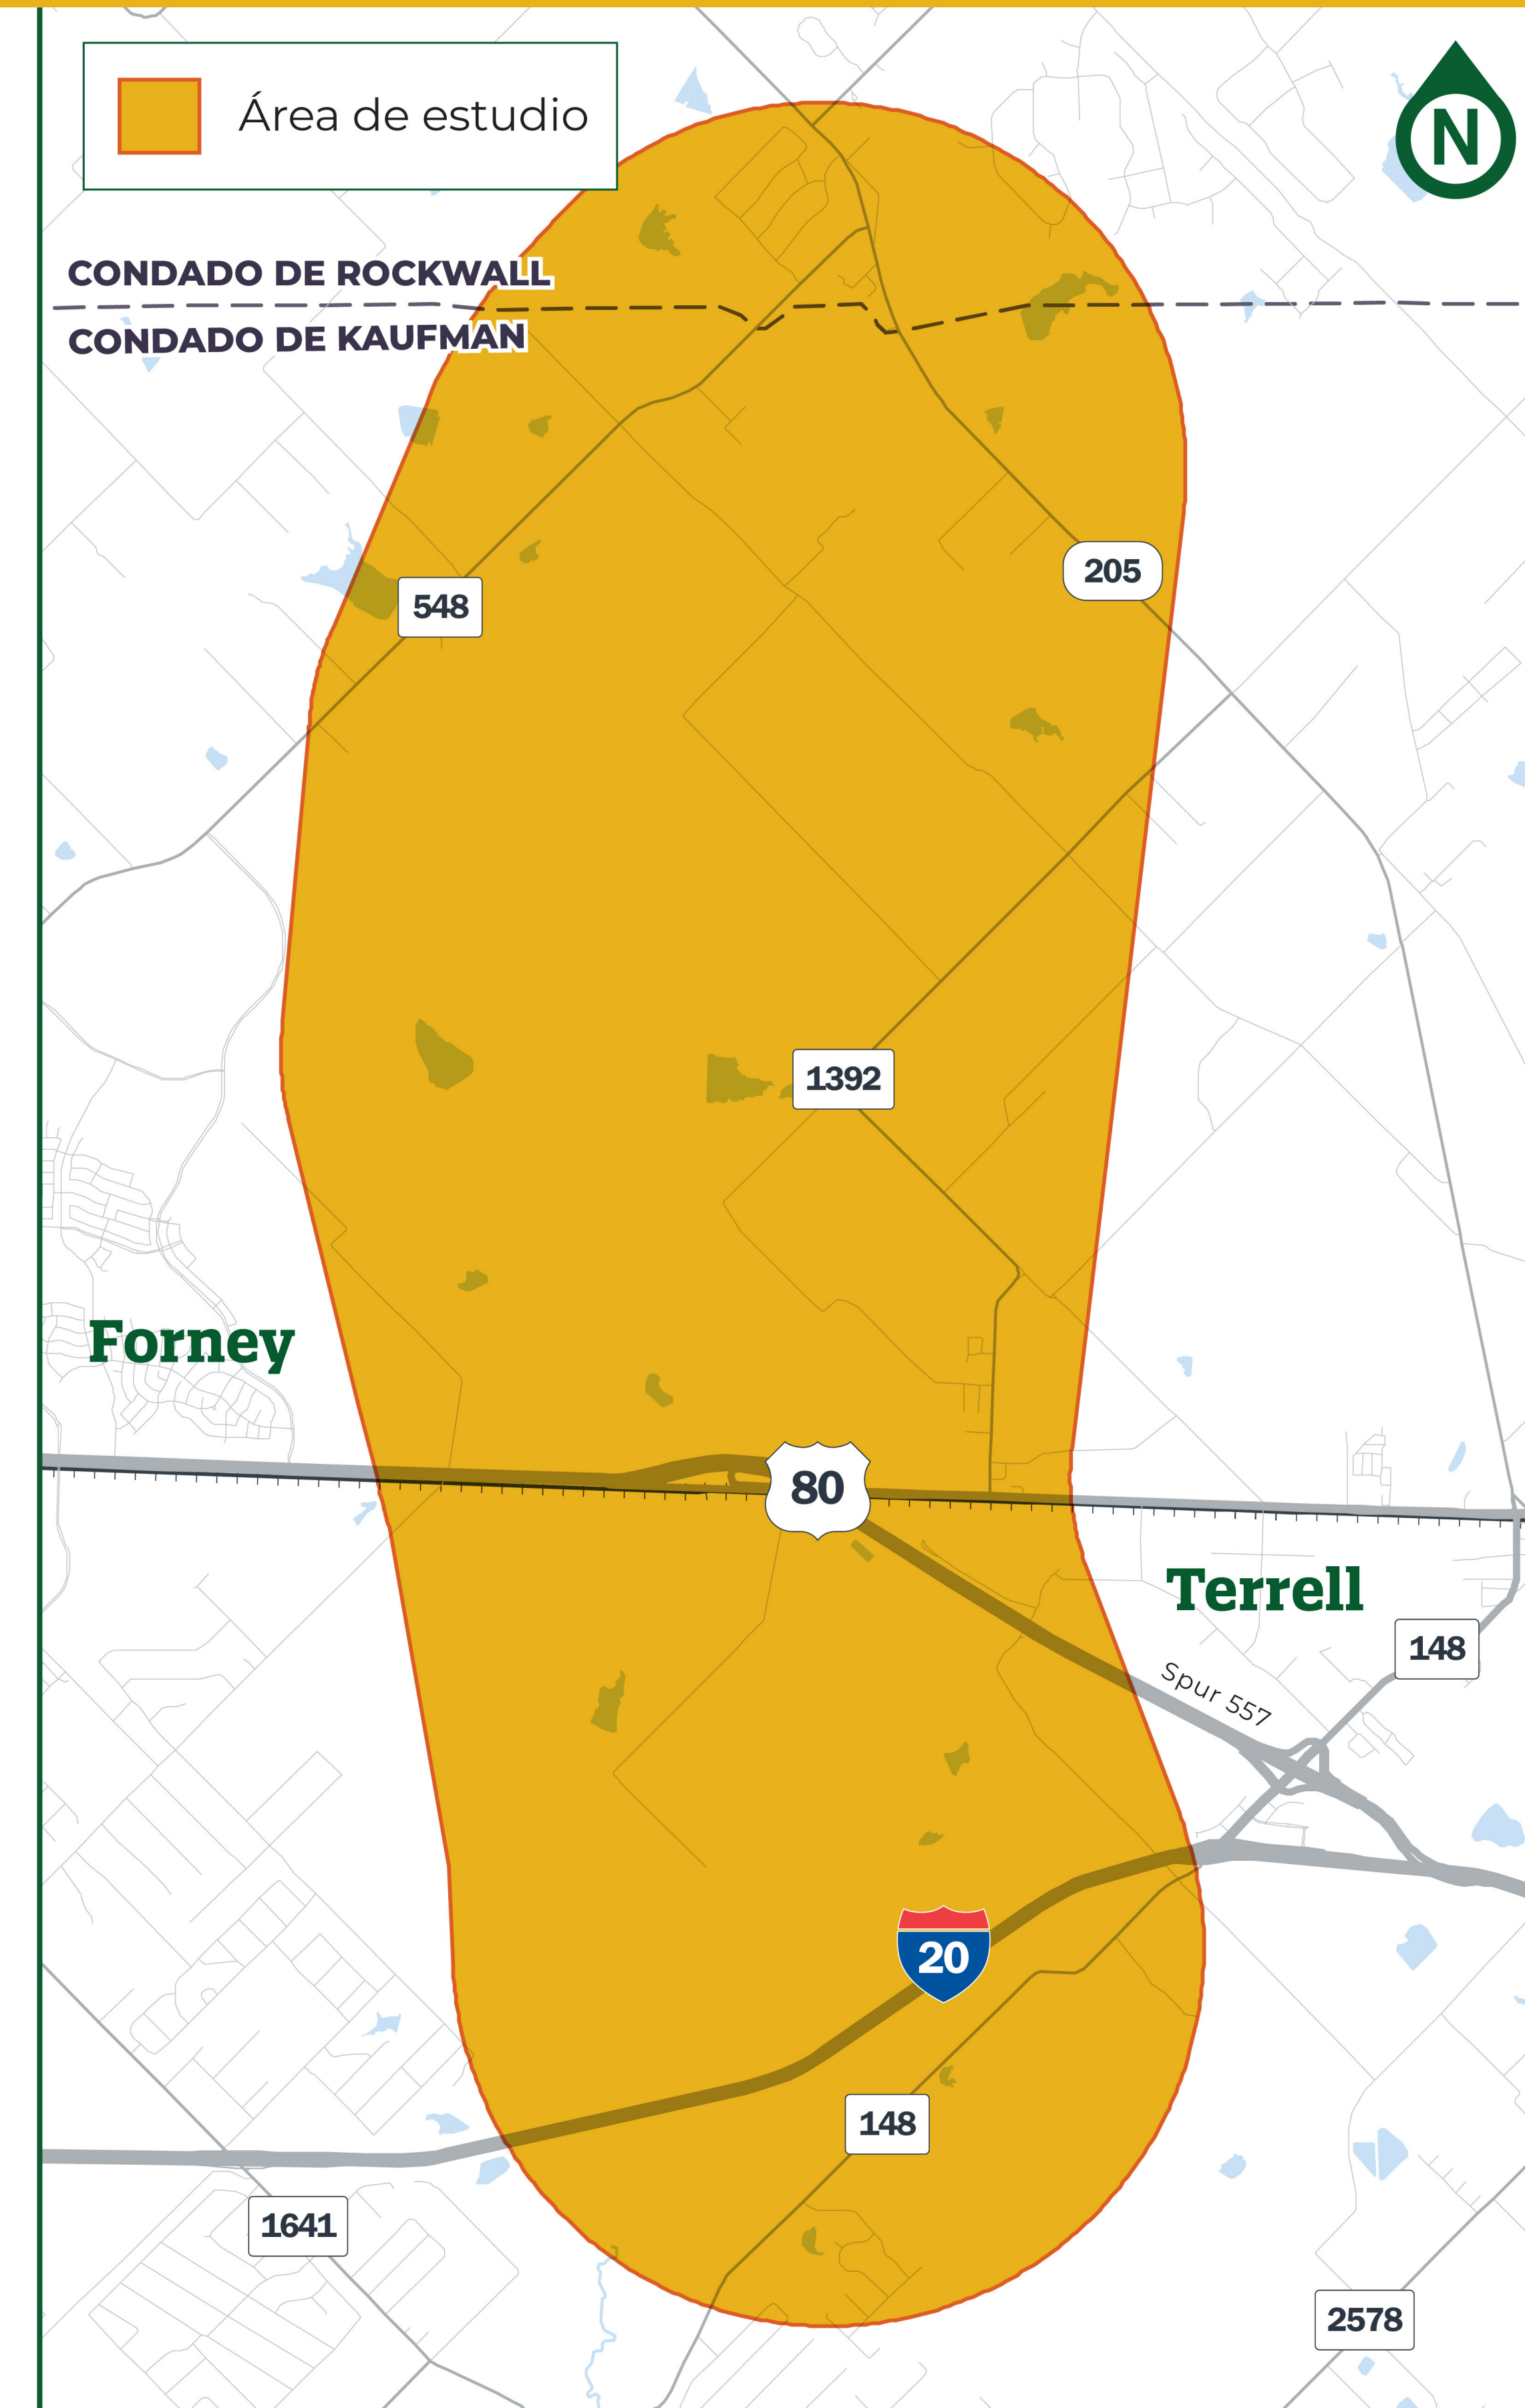 Área de estudio
N
CONDADO DE ROCKWALL
CONDADO DE KAUFMAN
205
548
1392
Forney
80
Terrell
148
Spur 557
20
148
1641
2578